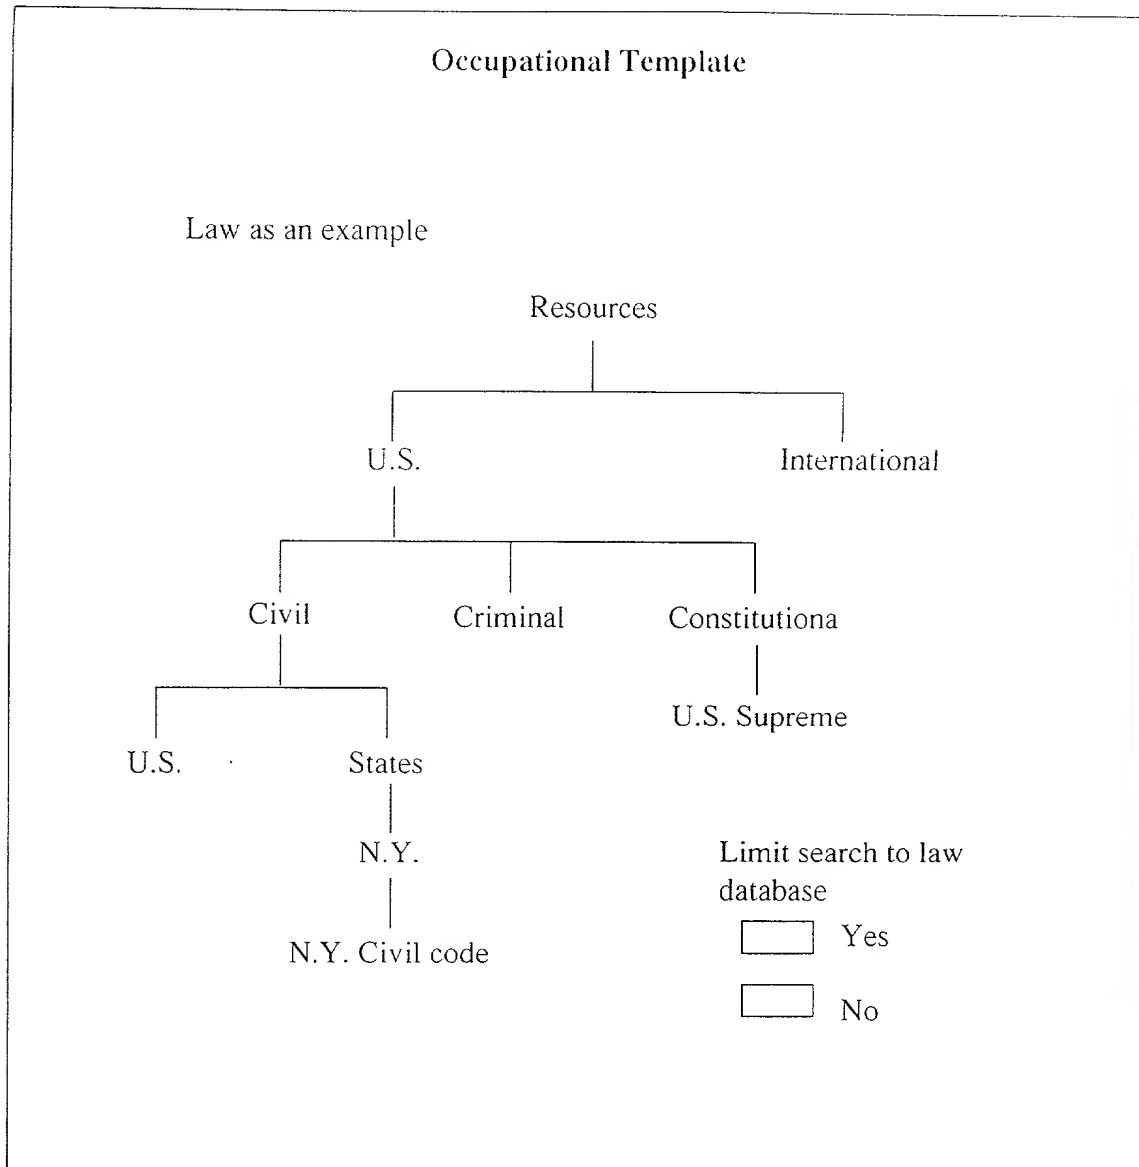 Occupational Template
Law as an example
Resources
U.S.
International
Civil
Criminal
Constitutiona
U.S. Supreme
U.S.
States
N.Y.
Limit search to law
database
Yes
N.Y. Civil code
No